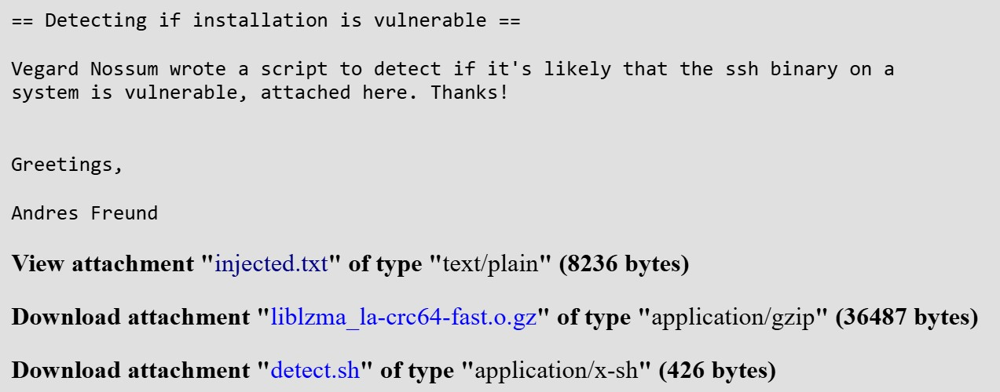 == Detecting if installation is vulnerable ==
Vegard Nossum wrote a script to detect if it's likely that the ssh binary on a
system is vulnerable, attached here. Thanks!
Greetings,
Andres Freund
View attachment "injected.txt" of type "text/plain" (8236 bytes)
Download attachment "liblzma_la-crc64-fast.o.gz" of type "application/gzip" (36487 bytes)
Download attachment "detect.sh" of type "application/x-sh" (426 bytes)